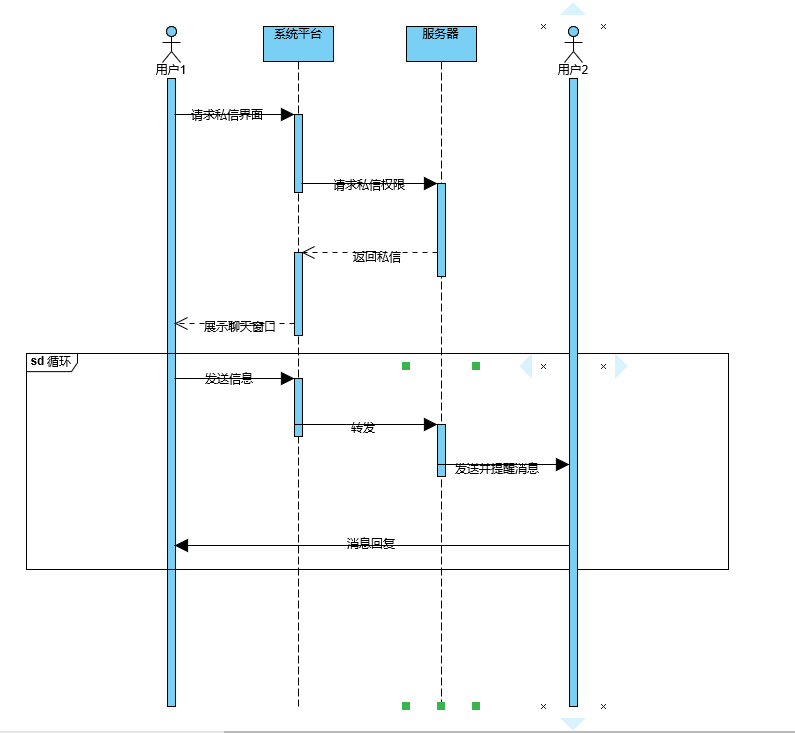 系统平台
服务器
用户1
用户2
请求私信界面
请求私信权限
返回私信
展示聊天窗口
sd 循环
发送信息
转发
发送并提醒消息
消息回复